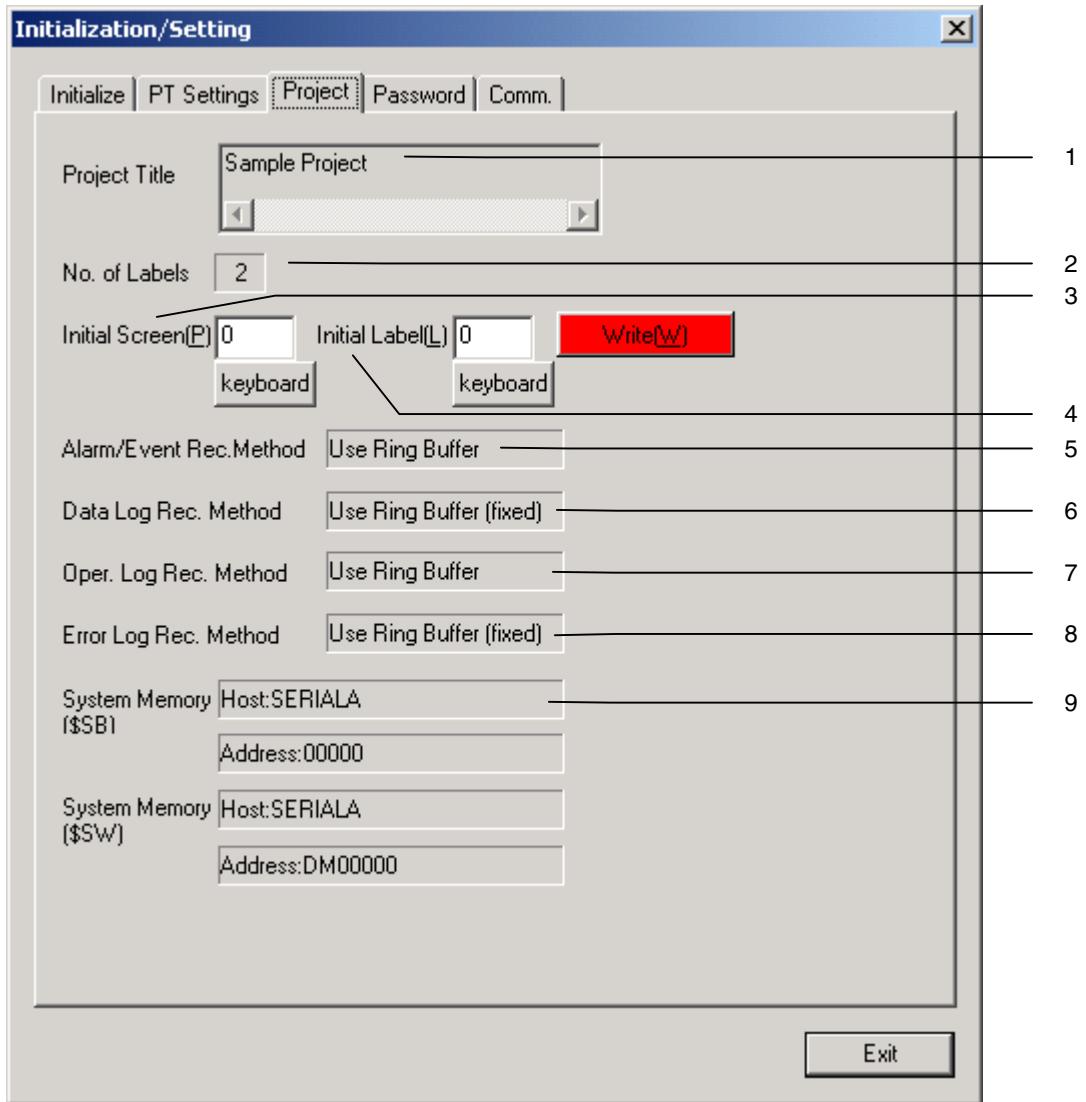 Initialization/Setting
Initialize PT Settings Project Password Comm.
Project Title Sample Project 1
No. of Labels 2 2
3
Initial Screen(P) 0 Initial Label(L) 0 Write(W)
keyboard keyboard
4
Alarm/Event Rec.Method Use Ring Buffer 5
Data Log Rec. Method Use Ring Buffer (fixed) 6
Oper. Log Rec. Method Use Ring Buffer 7
Error Log Rec. Method Use Ring Buffer (fixed) 8
System Memory Host:SERIALA 9
($SB)
Address:00000
System Memory Host:SERIALA
($SW)
Address:DM00000
Exit